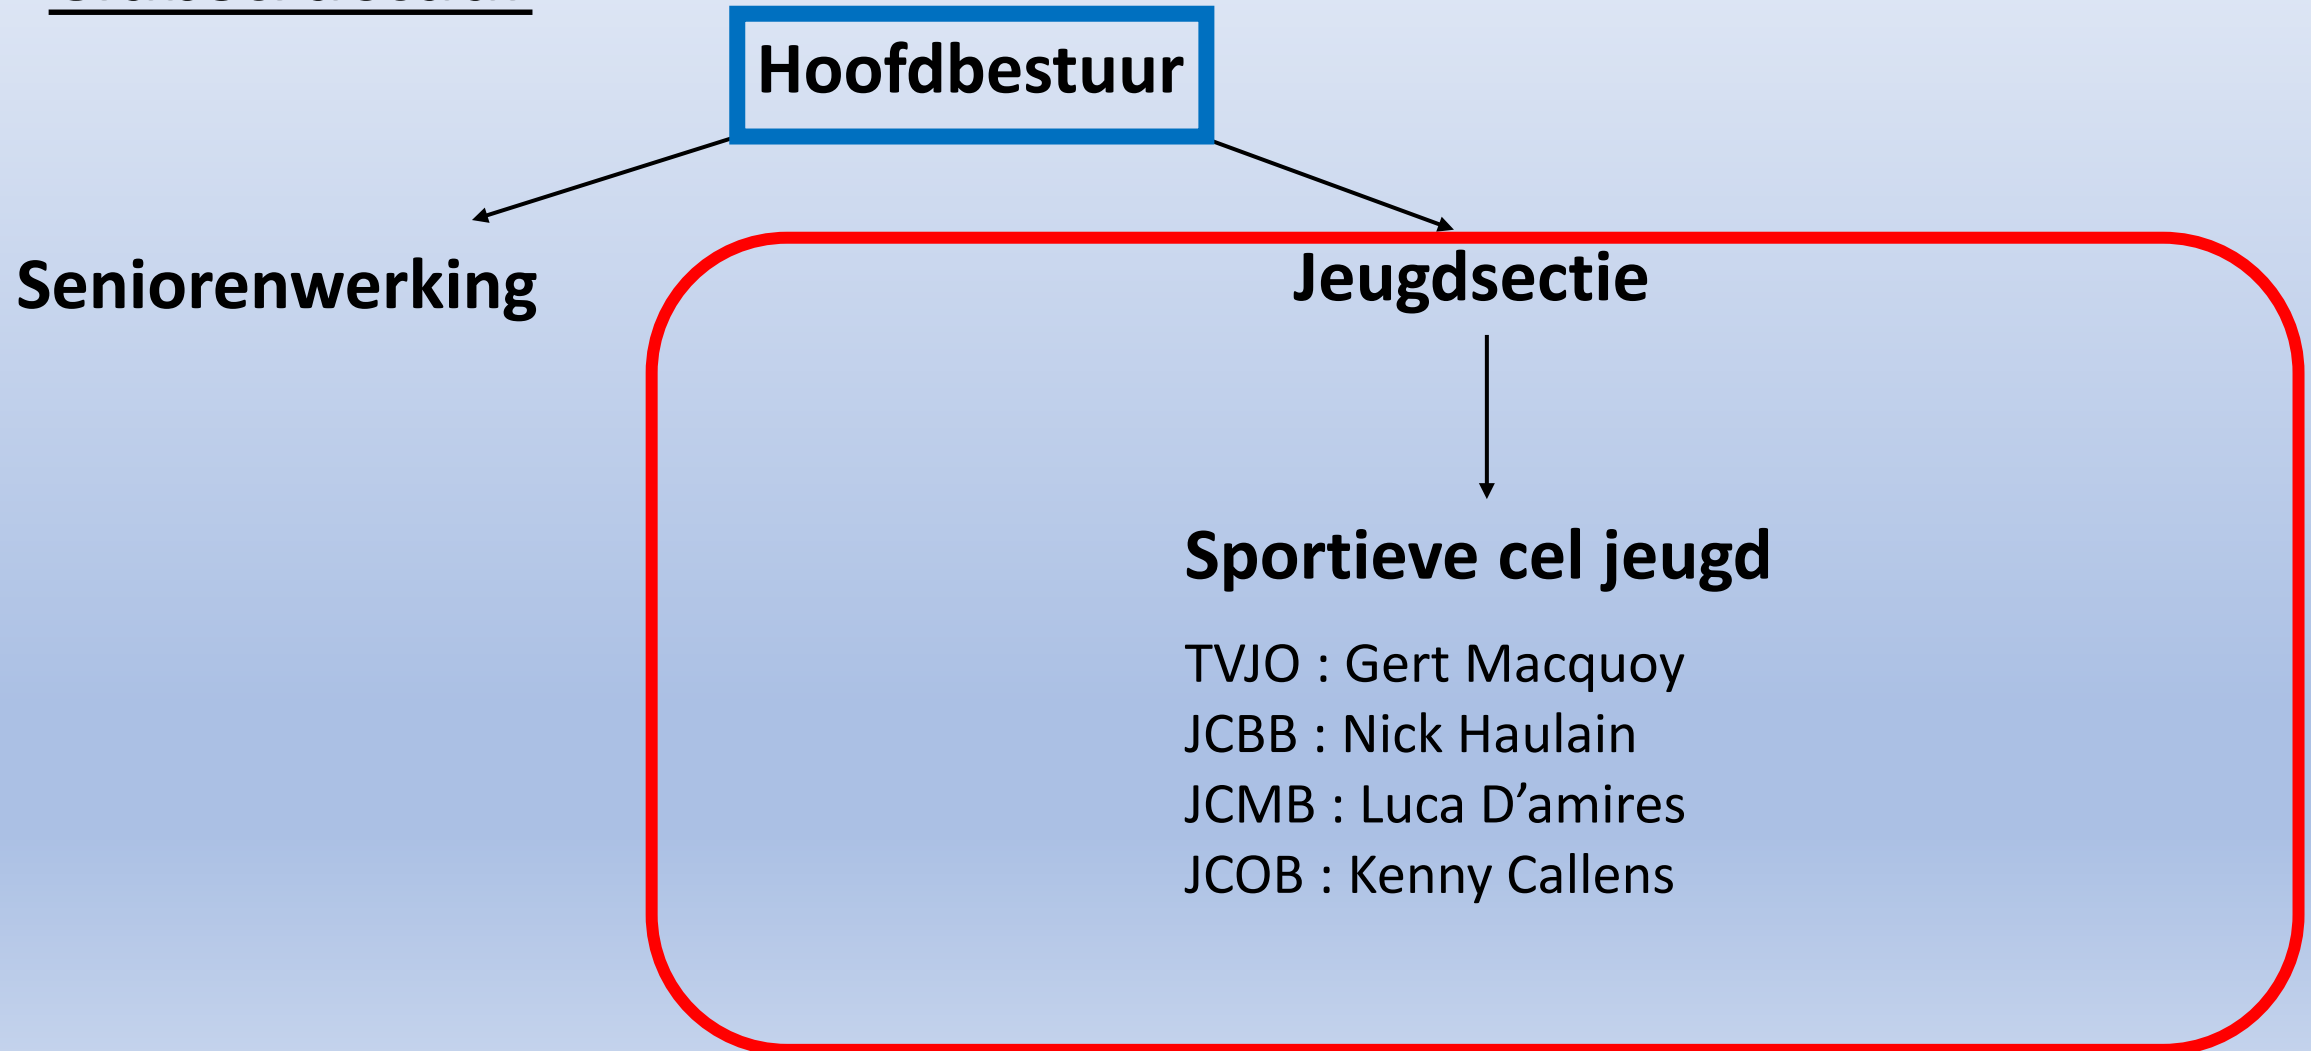 Hoofdbestuur
Seniorenwerking
Jeugdsectie
Sportieve cel jeugd
TVJO : Gert Macquoy
JCBB : Nick Haulain
JCMB : Luca D’amires
JCOB : Kenny Callens